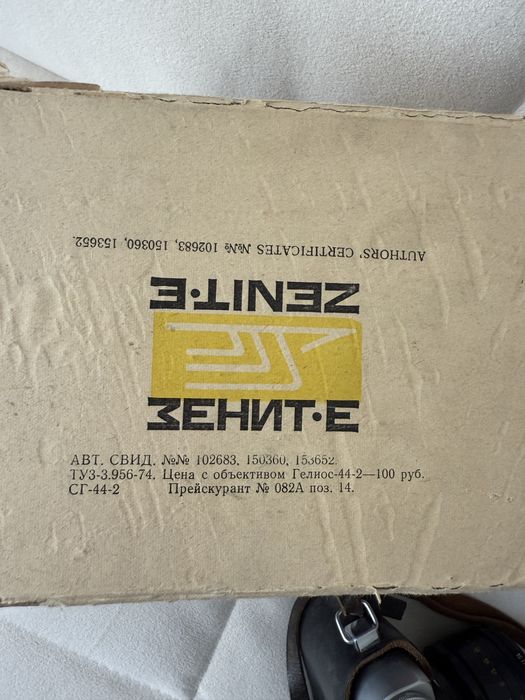 AUTHORS' CERTIFICATES №№ 102683, 150360, 153652.
ZENIT·E
ЗЕНИТ·Е
АВТ. СВИД. №№ 102683, 150360, 153652.
ТУ3-3.956-74. Цена с объективом Гелиос-44-2—100 руб.
СГ-44-2 Прейскурант № 082А поз. 14.